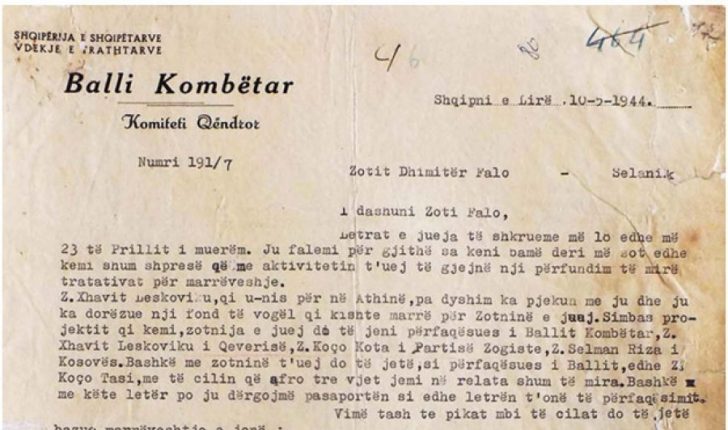 SHQIPËRIJA E SHQIPËTARVE
VDEKJE E TRATHTARVE
Balli Kombëtar
Komiteti Qëndror
Numri 191/7
46
86
464
Shqipni e Lirë .10-5-1944.
Zotit Dhimitër Falo - Selanik
I dashuni Zoti Falo,
Letrat e jueja të shkrueme më 10 edhe më
23 të Prillit i muerëm. Ju falemi për gjithë sa keni bamë deri më sot edhe
kemi shum shpresë që me aktivitetin t'uej të gjejnë një përfundim të mirë
tratativat për marrëveshje.
Z.Xhavit Leskoviku,qi u-nis për në Athinë,pa dyshim ka pjekun me ju dhe ju
ka dorëzue nji fond të vogël qi kishte marrë për Zotninë e juaj.Simbas pro-
jektit qi kemi,zotnija e juej do të jeni përfaqësues i Ballit Kombëtar,Z.
Xhavit Leskoviku i Qeverisë,Z.Koço Kota i Partisë Zogiste,Z.Selman Riza i
Kosovës.Bashkë me zotninë t'uej do të jetë,si përfaqësues i Ballit,edhe Z.
Koço Tasi,me të cilin që afro tre vjet jemi në relata shum të mira.Bashkë
me këte letër po ju dërgojmë pasaportën si edhe letrën t'onë të përfaqësimit.
Vimë tash te pikat mbi të cilat do të jetë